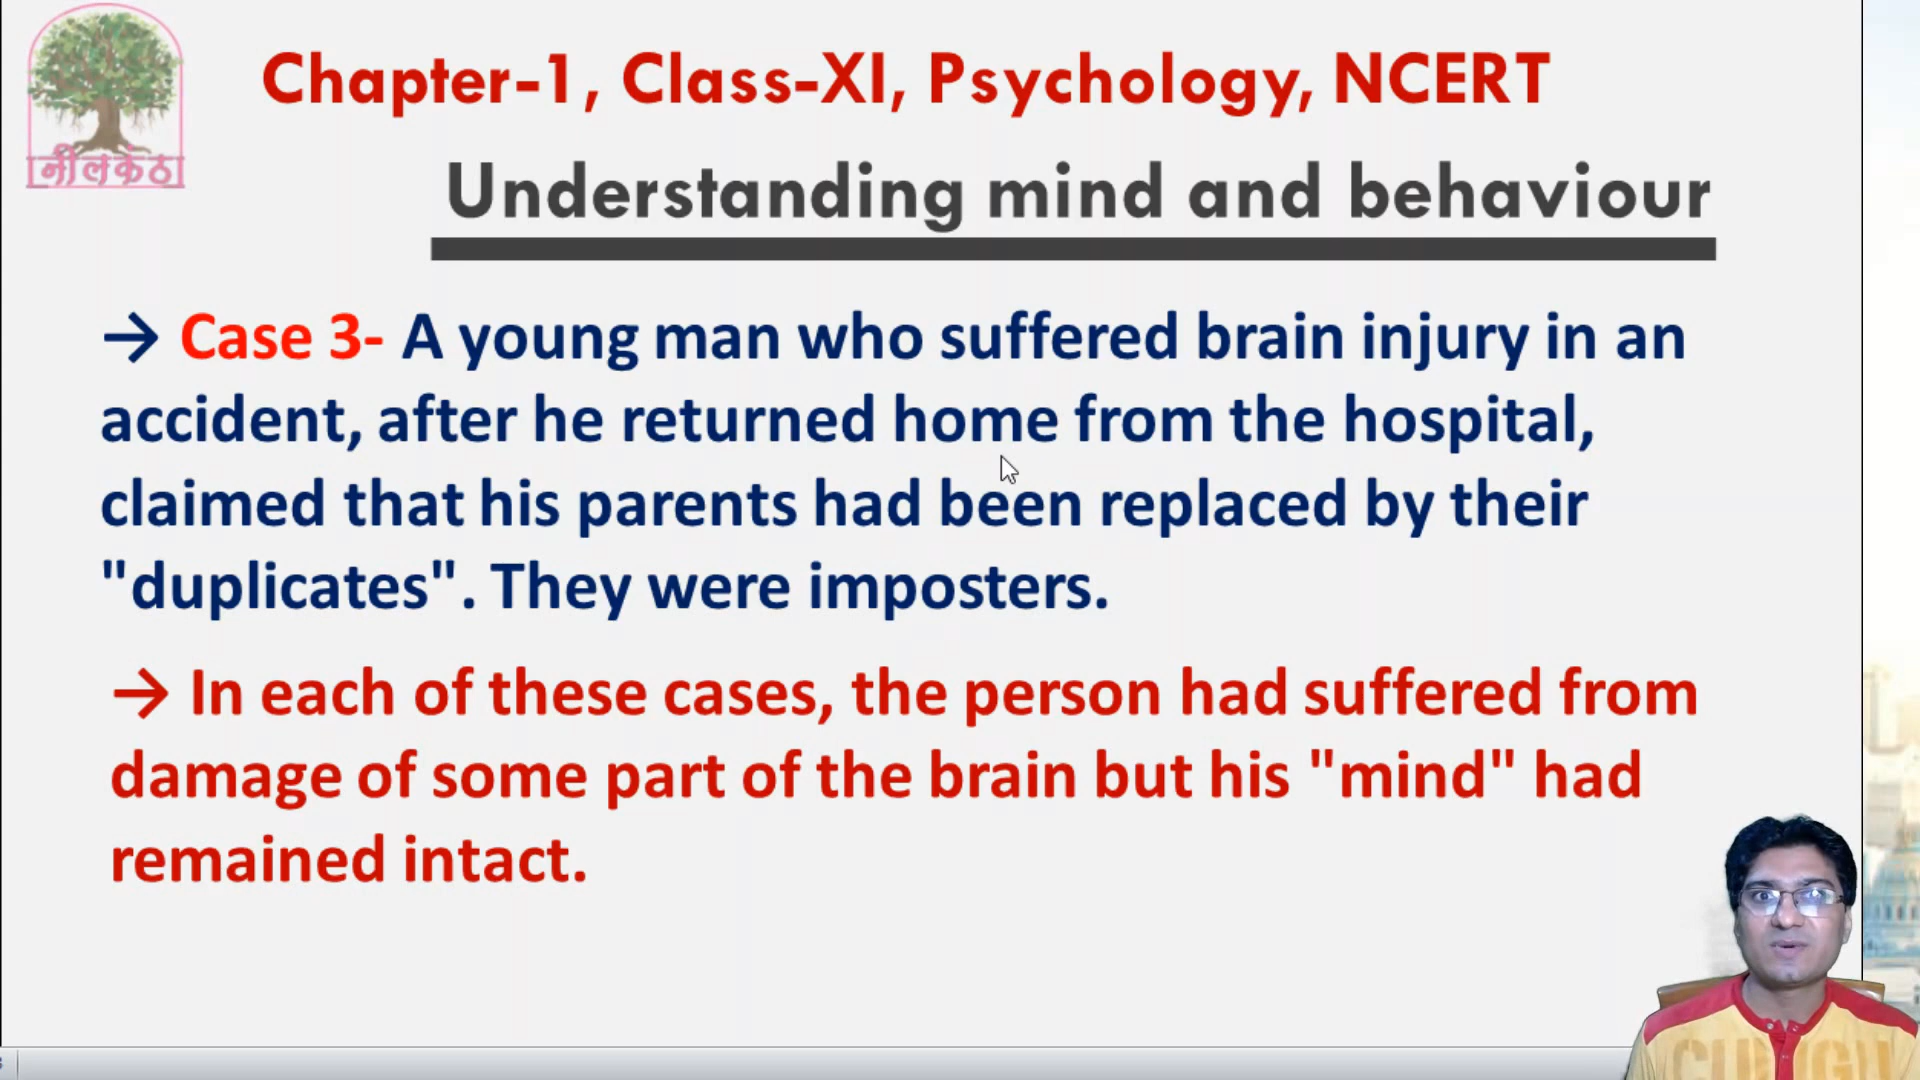 नीलकंठ
Chapter-1, Class-XI, Psychology, NCERT
Understanding mind and behaviour
→ Case 3- A young man who suffered brain injury in an
accident, after he returned home from the hospital,
claimed that his parents had been replaced by their
"duplicates". They were imposters.
→ In each of these cases, the person had suffered from
damage of some part of the brain but his "mind" had
remained intact.